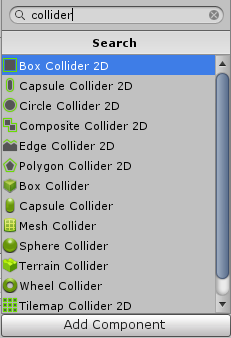 collider
Search
Box Collider 2D
Capsule Collider 2D
Circle Collider 2D
Composite Collider 2D
Edge Collider 2D
Polygon Collider 2D
Box Collider
Capsule Collider
Mesh Collider
Sphere Collider
Terrain Collider
Wheel Collider
Tilemap Collider 2D
Add Component